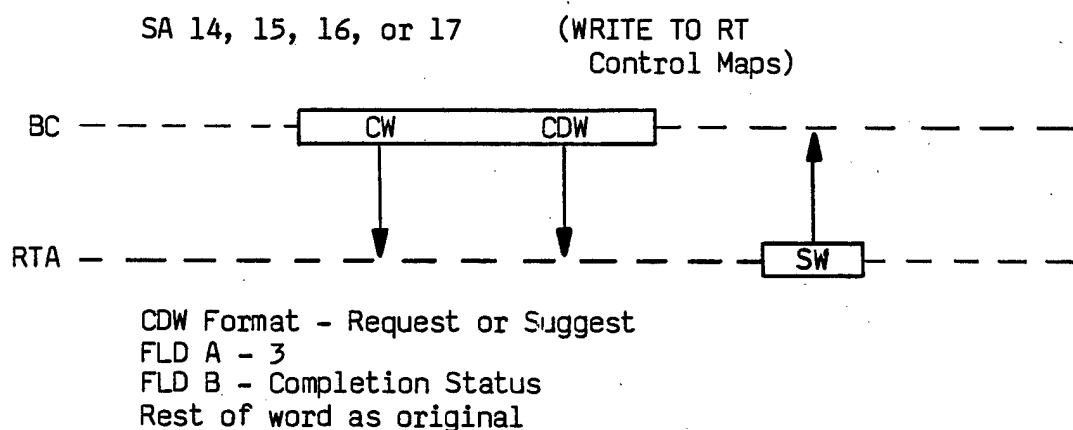 SA 14, 15, 16, or 17 (WRITE TO RT
Control Maps)
BC CW CDW
RTA SW
CDW Format - Request or Suggest
FLD A - 3
FLD B - Completion Status
Rest of word as original